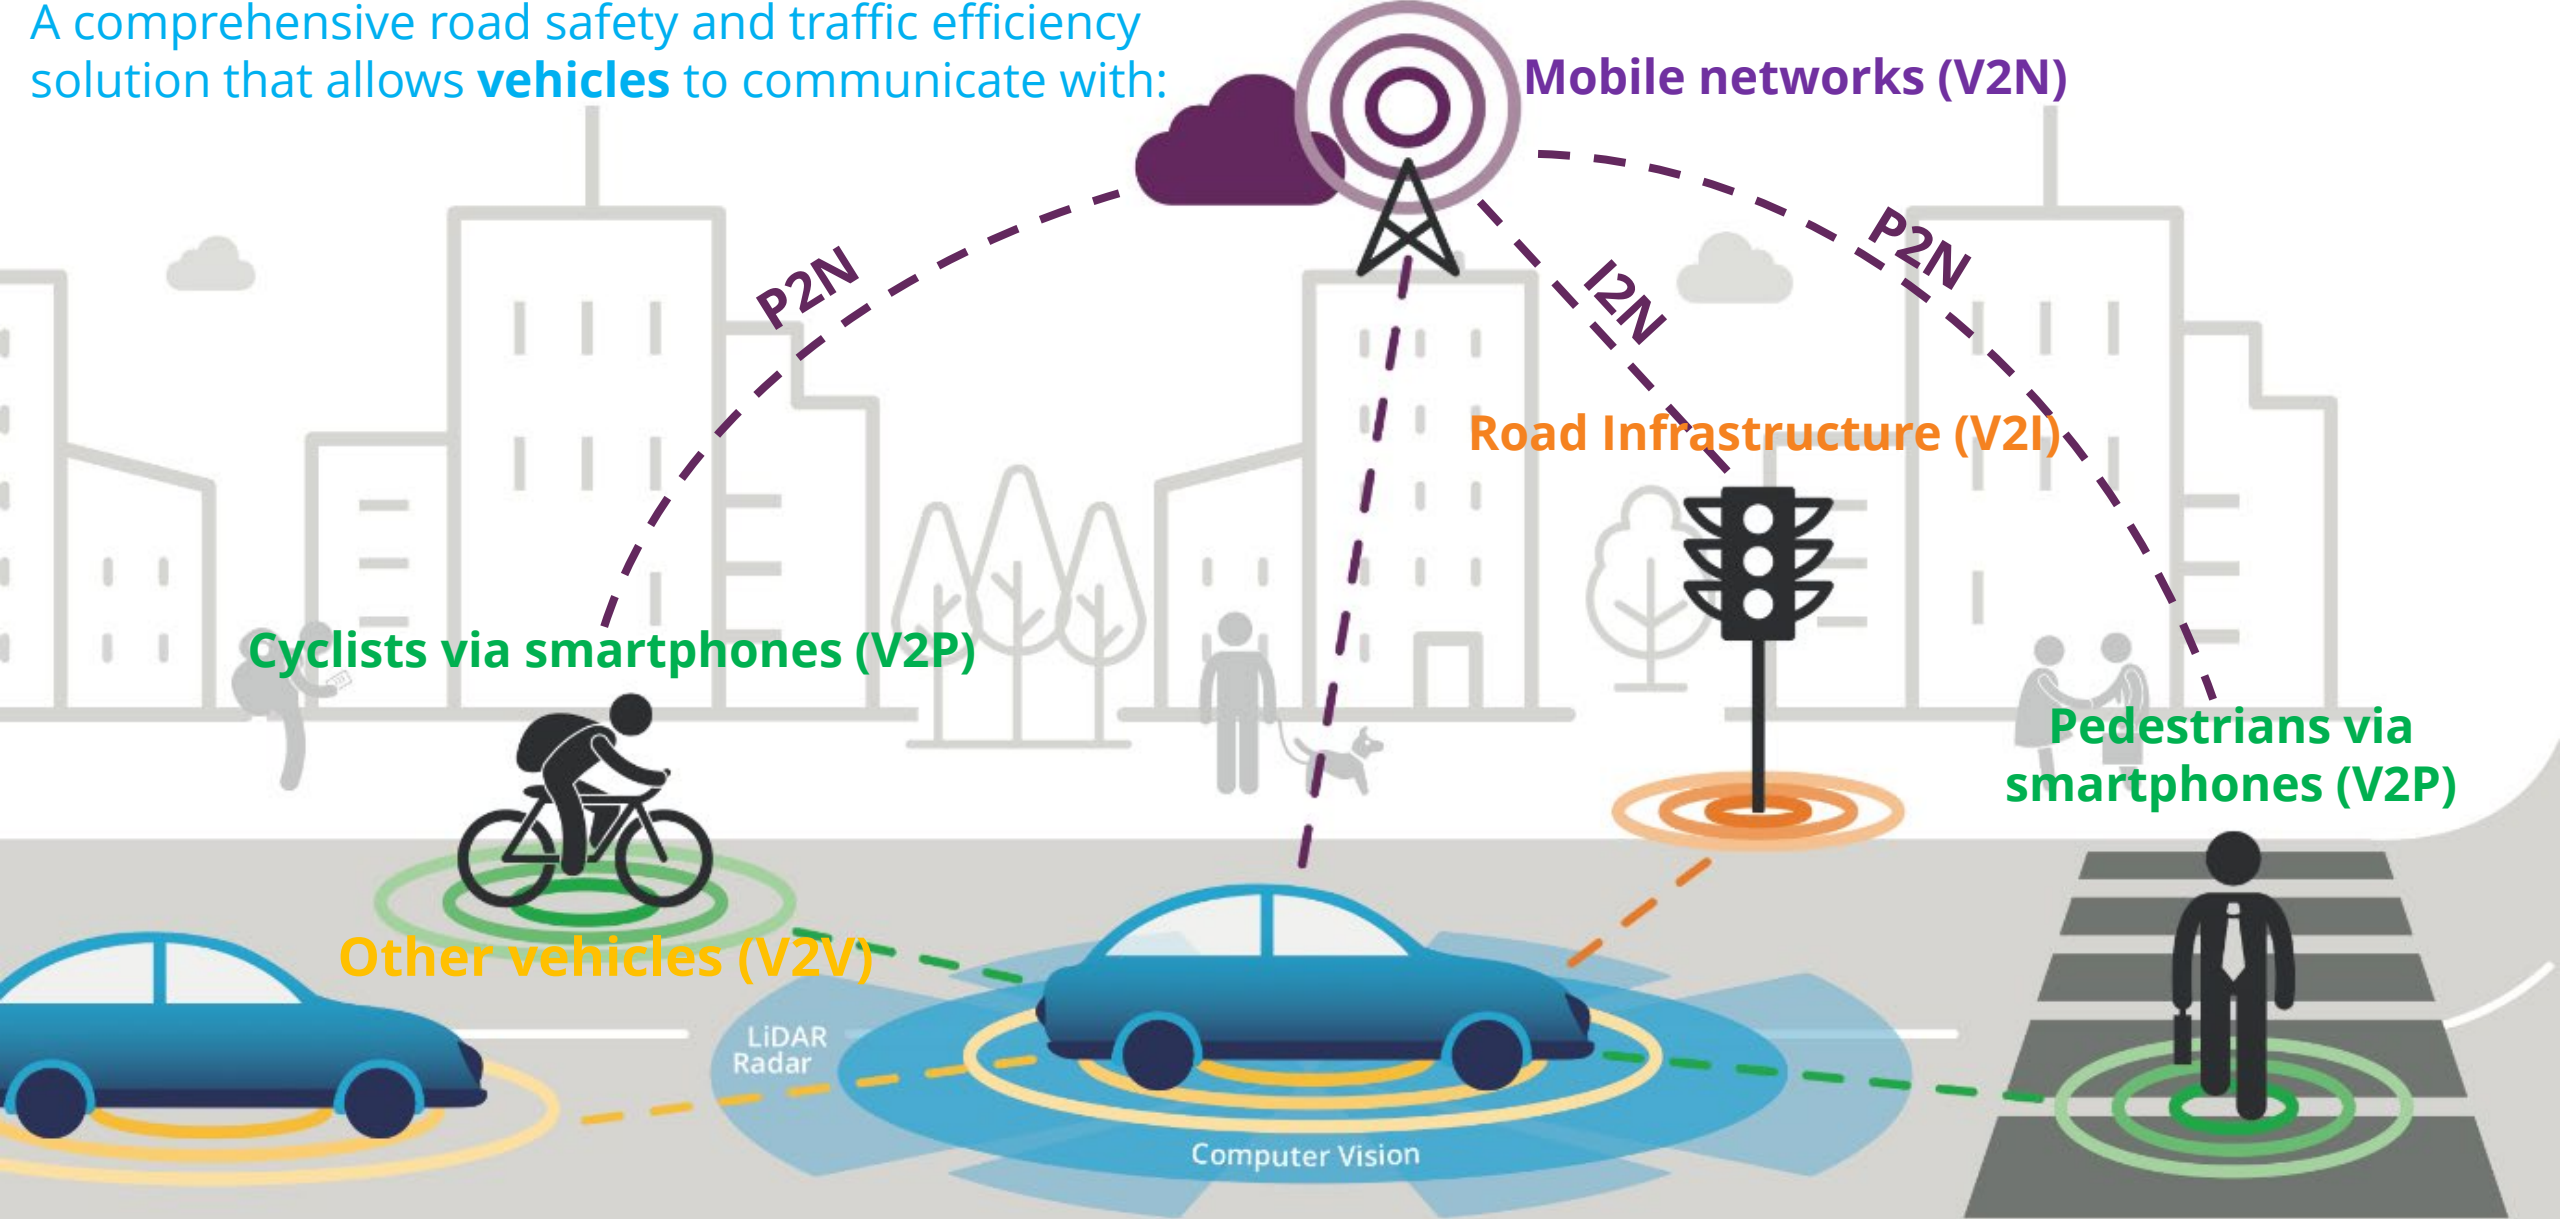 A comprehensive road safety and traffic efficiency
solution that allows vehicles to communicate with:
Mobile networks (V2N)
P2N
I2N
P2N
Road Infrastructure (V2I)
Cyclists via smartphones (V2P)
Pedestrians via
smartphones (V2P)
Other vehicles (V2V)
LiDAR
Radar
Computer Vision